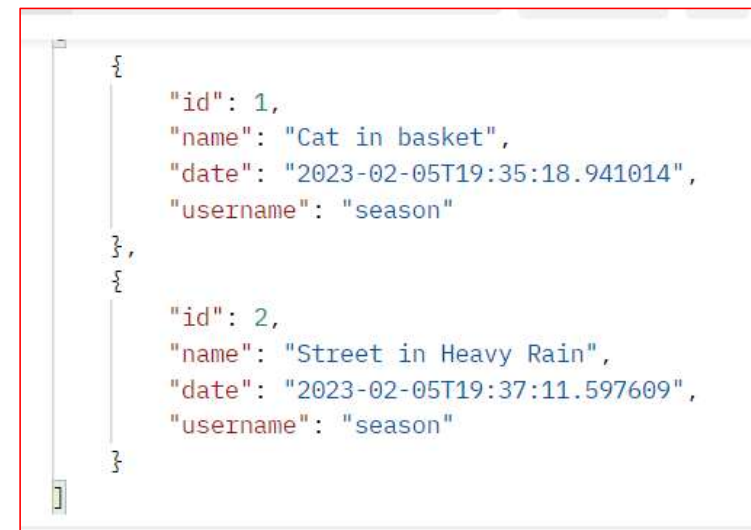 {
"id": 1,
"name": "Cat in basket",
"date": "2023-02-05T19:35:18.941014",
"username": "season"
},
{
"id": 2,
"name": "Street in Heavy Rain",
"date": "2023-02-05T19:37:11.597609",
"username": "season"
}
]